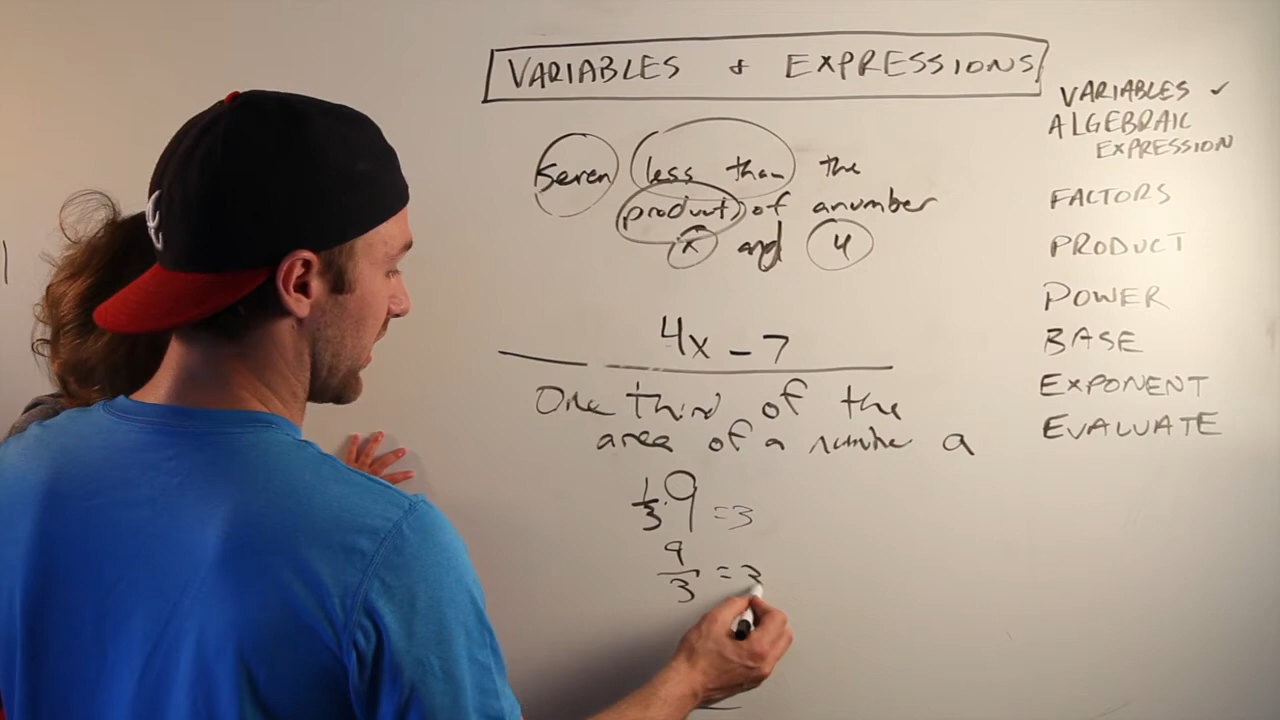 VARIABLES + EXPRESSIONS
Seven less than the
product of a number
x and 4
4x - 7
One third of the
area of a number a
1/3 · 9 = 3
9/3 = 3
VARIABLES ✓
ALGEBRAIC
EXPRESSION
FACTORS
PRODUCT
POWER
BASE
EXPONENT
EVALUATE